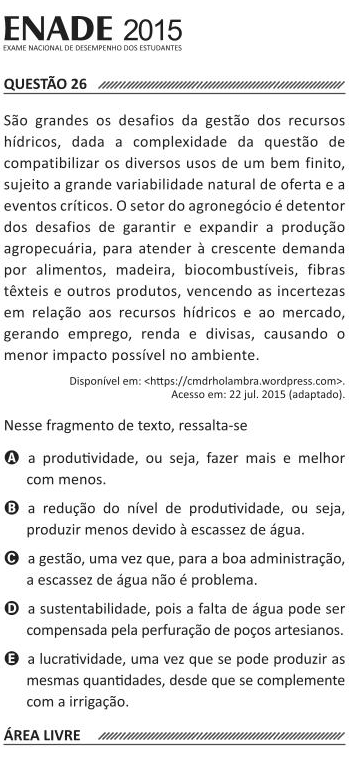 ENADE 2015
EXAME NACIONAL DE DESEMPENHO DOS ESTUDANTES
QUESTÃO 26
São grandes os desafios da gestão dos recursos
hídricos, dada a complexidade da questão de
compatibilizar os diversos usos de um bem finito,
sujeito a grande variabilidade natural de oferta e a
eventos críticos. O setor do agronegócio é detentor
dos desafios de garantir e expandir a produção
agropecuária, para atender à crescente demanda
por alimentos, madeira, biocombustíveis, fibras
têxteis e outros produtos, vencendo as incertezas
em relação aos recursos hídricos e ao mercado,
gerando emprego, renda e divisas, causando o
menor impacto possível no ambiente.
Disponível em: <https://cmdrholambra.wordpress.com>.
Acesso em: 22 jul. 2015 (adaptado).
Nesse fragmento de texto, ressalta-se
A a produtividade, ou seja, fazer mais e melhor
com menos.
B a redução do nível de produtividade, ou seja,
produzir menos devido à escassez de água.
C a gestão, uma vez que, para a boa administração,
a escassez de água não é problema.
D a sustentabilidade, pois a falta de água pode ser
compensada pela perfuração de poços artesianos.
E a lucratividade, uma vez que se pode produzir as
mesmas quantidades, desde que se complemente
com a irrigação.
ÁREA LIVRE